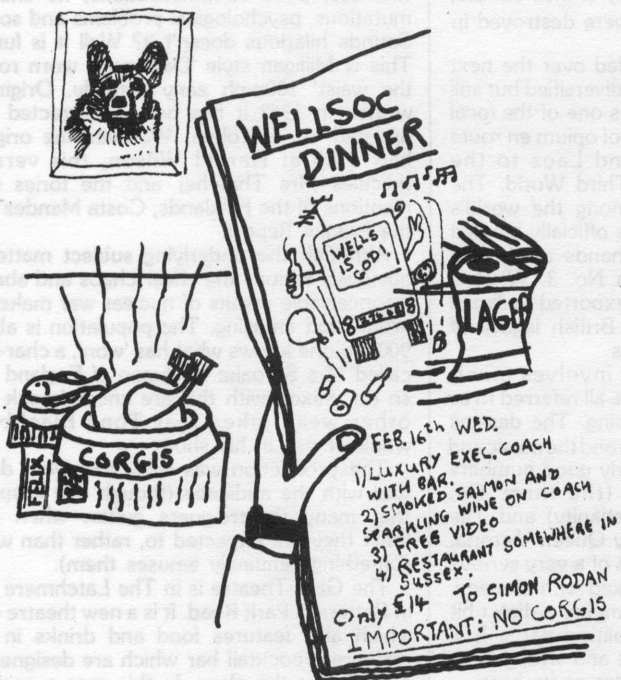 WELLSOC
DINNER
WELLS
IS
GOD!
LAGER
CORGIS
FEB. 16th WED.
1) LUXURY EXEC. COACH
WITH BAR.
2) SMOKED SALMON AND
SPARKLING WINE ON COACH
3) FREE VIDEO
4) RESTAURANT SOMEWHERE IN
SUSSEX.
Only £14 TO SIMON RODAN
IMPORTANT: NO CORGIS